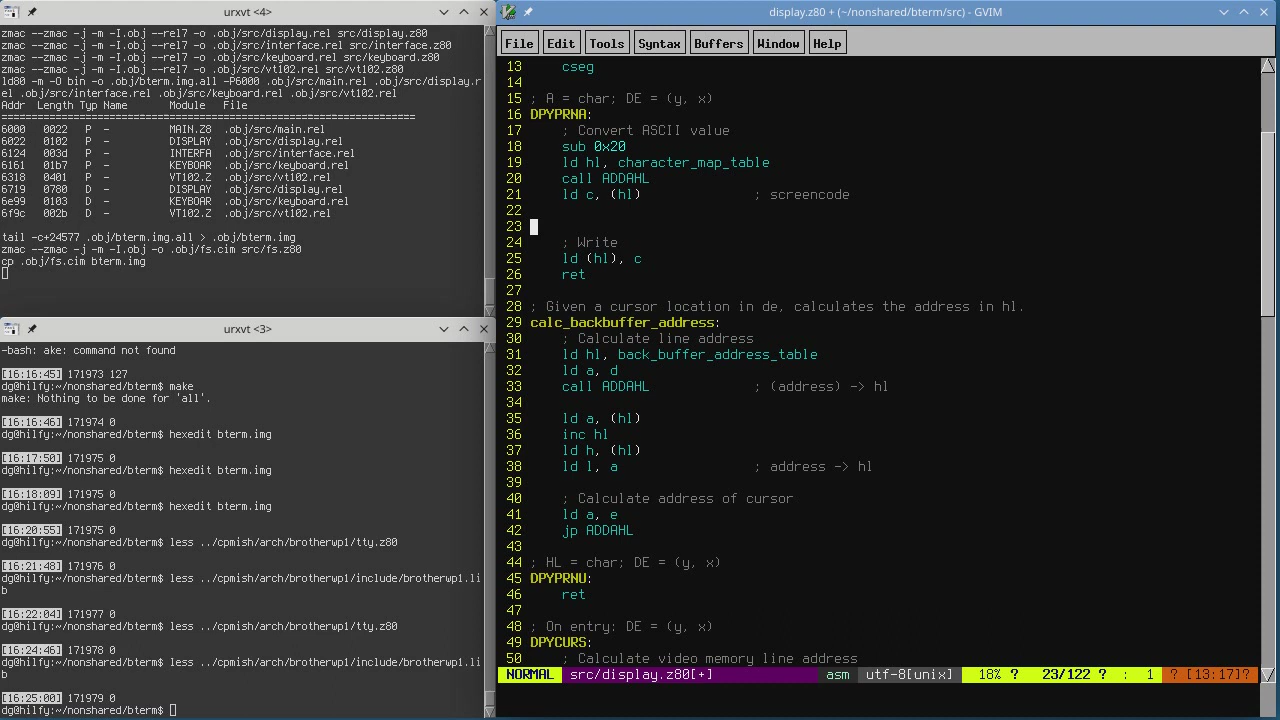 urxvt <4>
zmac --zmac -j -m -I.obj --rel7 -o .obj/src/display.rel src/display.z80
zmac --zmac -j -m -I.obj --rel7 -o .obj/src/interface.rel src/interface.z80
zmac --zmac -j -m -I.obj --rel7 -o .obj/src/keyboard.rel src/keyboard.z80
zmac --zmac -j -m -I.obj --rel7 -o .obj/src/vt102.rel src/vt102.z80
ld80 -m -O bin -o .obj/bterm.img.all -P6000 .obj/src/main.rel .obj/src/display.r
el .obj/src/interface.rel .obj/src/keyboard.rel .obj/src/vt102.rel
Addr Length Typ Name Module File
================================================================
6000 0022 P - MAIN.Z8 .obj/src/main.rel
6022 0102 P - DISPLAY .obj/src/display.rel
6124 003d P - INTERFA .obj/src/interface.rel
6161 01b7 P - KEYBOAR .obj/src/keyboard.rel
6318 0401 P - VT102.Z .obj/src/vt102.rel
6719 0780 D - DISPLAY .obj/src/display.rel
6e99 0103 D - KEYBOAR .obj/src/keyboard.rel
6f9c 002b D - VT102.Z .obj/src/vt102.rel
tail -c+24577 .obj/bterm.img.all > .obj/bterm.img
zmac --zmac -j -m -I.obj -o .obj/fs.cim src/fs.z80
cp .obj/fs.cim bterm.img
urxvt <3>
-bash: ake: command not found
[16:16:45] 171973 127
dg@hilfy:~/nonshared/bterm$ make
make: Nothing to be done for 'all'.
[16:16:46] 171974 0
dg@hilfy:~/nonshared/bterm$ hexedit bterm.img
[16:17:50] 171975 0
dg@hilfy:~/nonshared/bterm$ hexedit bterm.img
[16:18:09] 171975 0
dg@hilfy:~/nonshared/bterm$ hexedit bterm.img
[16:20:55] 171975 0
dg@hilfy:~/nonshared/bterm$ less ../cpmish/arch/brotherwp1/tty.z80
[16:21:48] 171976 0
dg@hilfy:~/nonshared/bterm$ less ../cpmish/arch/brotherwp1/include/brotherwp1.li
b
[16:22:04] 171977 0
dg@hilfy:~/nonshared/bterm$ less ../cpmish/arch/brotherwp1/tty.z80
[16:24:46] 171978 0
dg@hilfy:~/nonshared/bterm$ less ../cpmish/arch/brotherwp1/include/brotherwp1.li
b
[16:25:00] 171979 0
dg@hilfy:~/nonshared/bterm$
display.z80 + (~/nonshared/bterm/src) - GVIM
File Edit Tools Syntax Buffers Window Help
13 cseg
14
15 ; A = char; DE = (y, x)
16 DPYPRNA:
17 ; Convert ASCII value
18 sub 0x20
19 ld hl, character_map_table
20 call ADDAHL
21 ld c, (hl) ; screencode
22
23
24 ; Write
25 ld (hl), c
26 ret
27
28 ; Given a cursor location in de, calculates the address in hl.
29 calc_backbuffer_address:
30 ; Calculate line address
31 ld hl, back_buffer_address_table
32 ld a, d
33 call ADDAHL ; (address) -> hl
34
35 ld a, (hl)
36 inc hl
37 ld h, (hl)
38 ld l, a ; address -> hl
39
40 ; Calculate address of cursor
41 ld a, e
42 jp ADDAHL
43
44 ; HL = char; DE = (y, x)
45 DPYPRNU:
46 ret
47
48 ; On entry: DE = (y, x)
49 DPYCURS:
50 ; Calculate video memory line address
NORMAL src/display.z80[+] asm utf-8[unix] 18% ? 23/122 ? : 1 ? [13:17]?